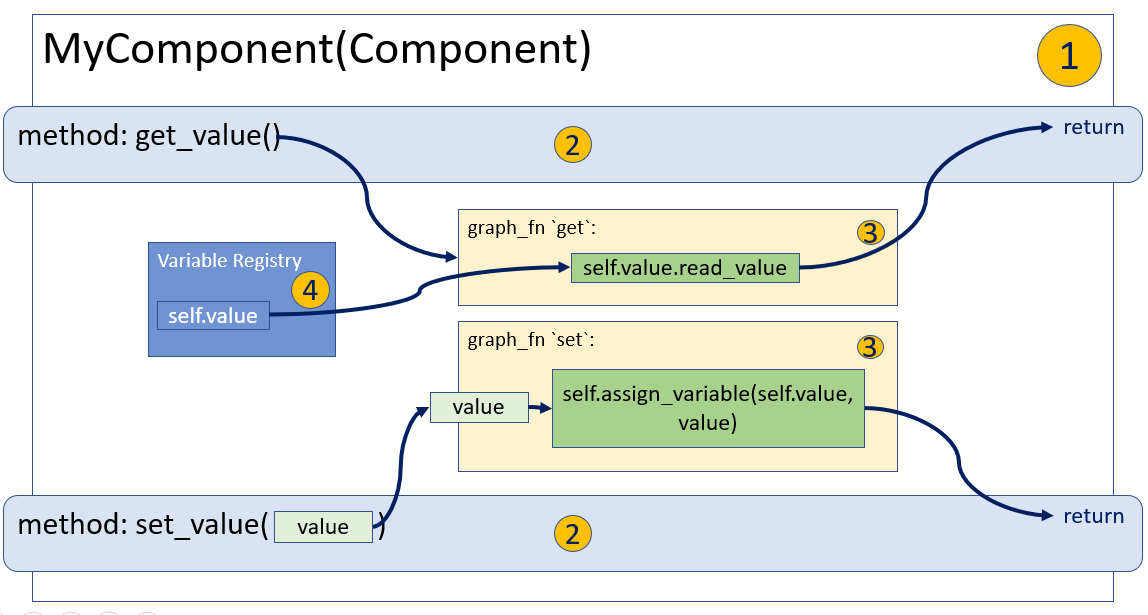 MyComponent(Component)
1
method: get_value()
2
return
graph_fn `get`:
3
self.value.read_value
Variable Registry
4
self.value
graph_fn `set`:
3
value
self.assign_variable(self.value,
value)
method: set_value( value )
2
return